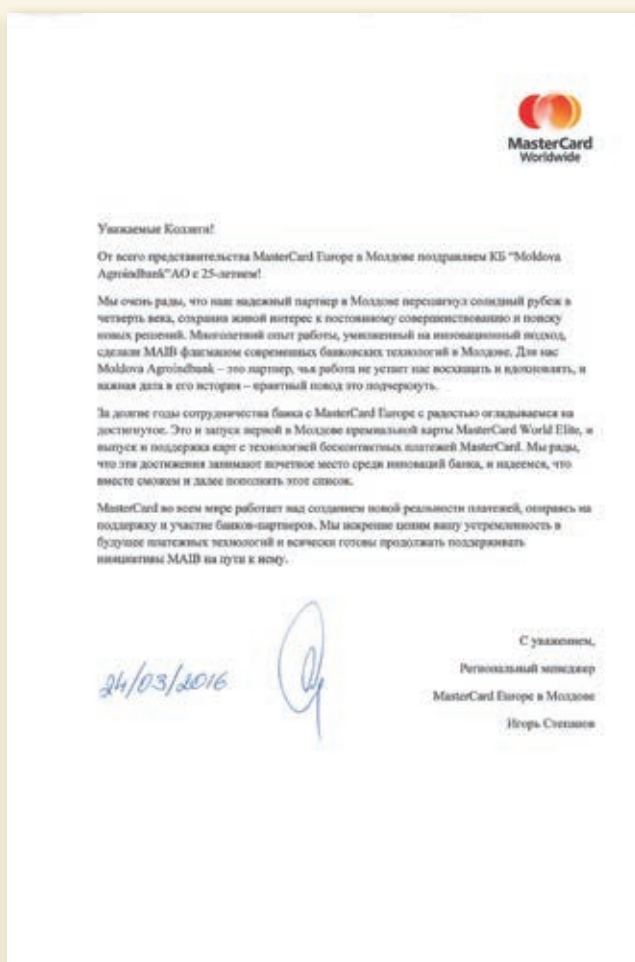 MasterCard
Worldwide
Уважаемые Коллеги!
От всего представительства MasterCard Europe в Молдове поздравляем КБ "Moldova
Agroindbank"АО с 25-летием!
Мы очень рады, что наш надежный партнер в Молдове перешагнул солидный рубеж в
четверть века, сохранив живой интерес к постоянному совершенствованию и поиску
новых решений. Многолетний опыт работы, умноженный на инновационный подход,
сделали MAIB флагманом современных банковских технологий в Молдове. Для нас
Moldova Agroindbank – это партнер, чья работа не устает нас восхищать и вдохновлять, и
важная дата в его истории – приятный повод это подчеркнуть.
За долгие годы сотрудничества банка с MasterCard Europe с радостью оглядываемся на
достигнутое. Это и запуск первой в Молдове премиальной карты MasterCard World Elite, и
выпуск и поддержка карт с технологией бесконтактных платежей MasterCard. Мы рады,
что эти достижения занимают почетное место среди инноваций банка, и надеемся, что
вместе сможем и далее пополнять этот список.
MasterCard во всем мире работает над созданием новой реальности платежей, опираясь на
поддержку и участие банков-партнеров. Мы искренне ценим вашу устремленность в
будущее платежных технологий и всячески готовы продолжать поддерживать
инициативы MAIB на пути к нему.
С уважением,
Региональный менеджер
24/03/2016
MasterCard Europe в Молдове
Игорь Степанов